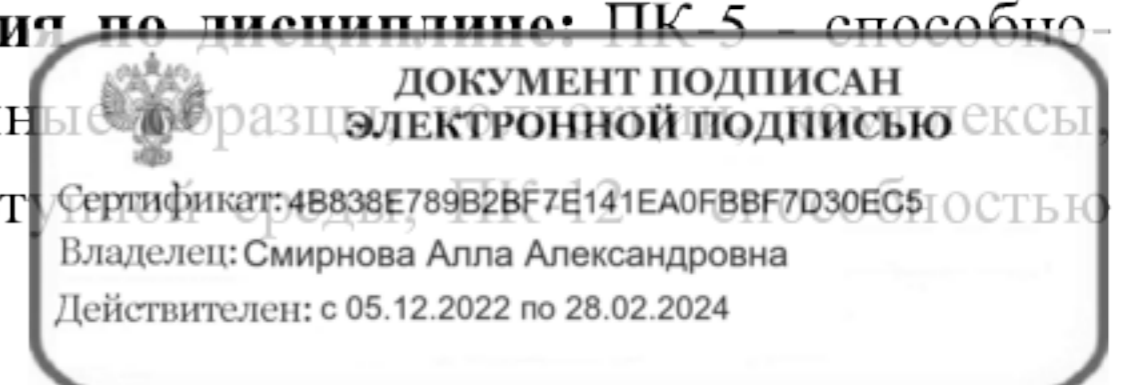 ия по дисциплине: ПК-5 - способно-
ДОКУМЕНТ ПОДПИСАН
ЭЛЕКТРОННОЙ ПОДПИСЬЮ
Сертификат: 4B838E789B2BF7E141EA0FBBF7D30EC5
Владелец: Смирнова Алла Александровна
Действителен: с 05.12.2022 по 28.02.2024